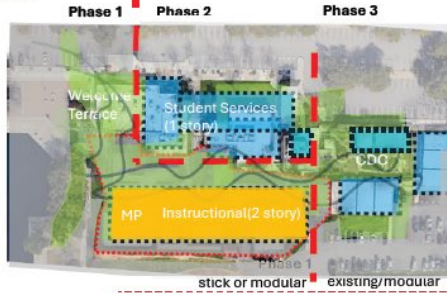 Phase 1
Phase 2
Phase 3
Welcome
Terrace
Student Services
(1 story)
CDC
MP
Instructional(2 story)
Phase 1
stick or modular
existing/modular